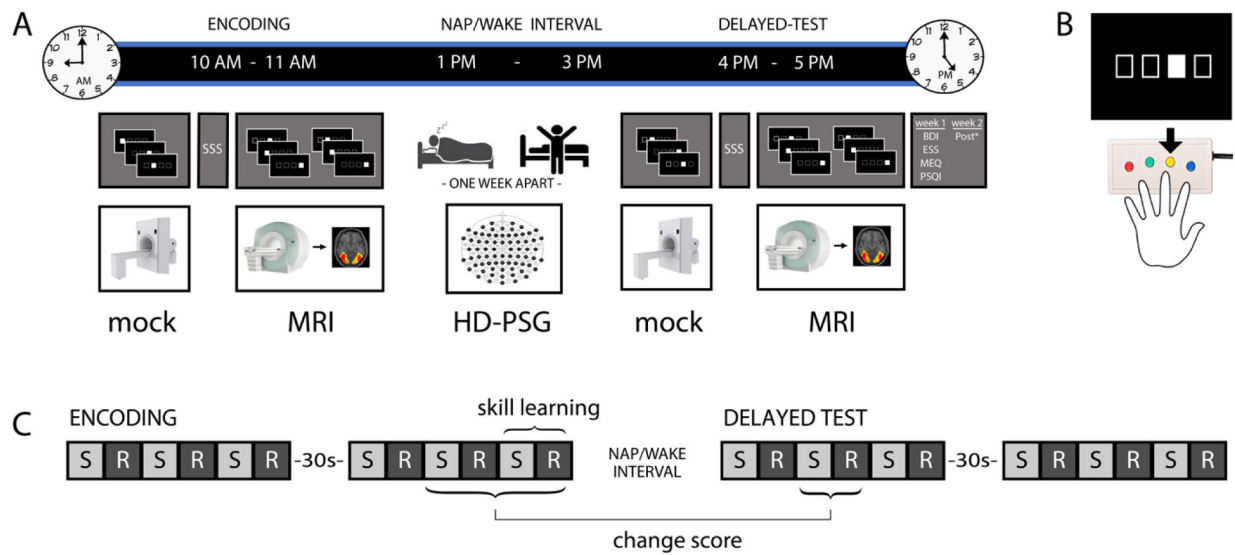 A
ENCODING
NAP/WAKE INTERVAL
DELAYED-TEST
B
10 AM - 11 AM
1 PM - 3 PM
4 PM - 5 PM
AM
PM
SSS
zzz
- ONE WEEK APART -
SSS
week 1 week 2
BDI Post*
ESS
MEQ
PSQI
mock
MRI
HD-PSG
mock
MRI
C
ENCODING
skill learning
DELAYED TEST
S R S R S R -30s- S R S R S R
NAP/WAKE
INTERVAL
S R S R S R -30s- S R S R S R
change score